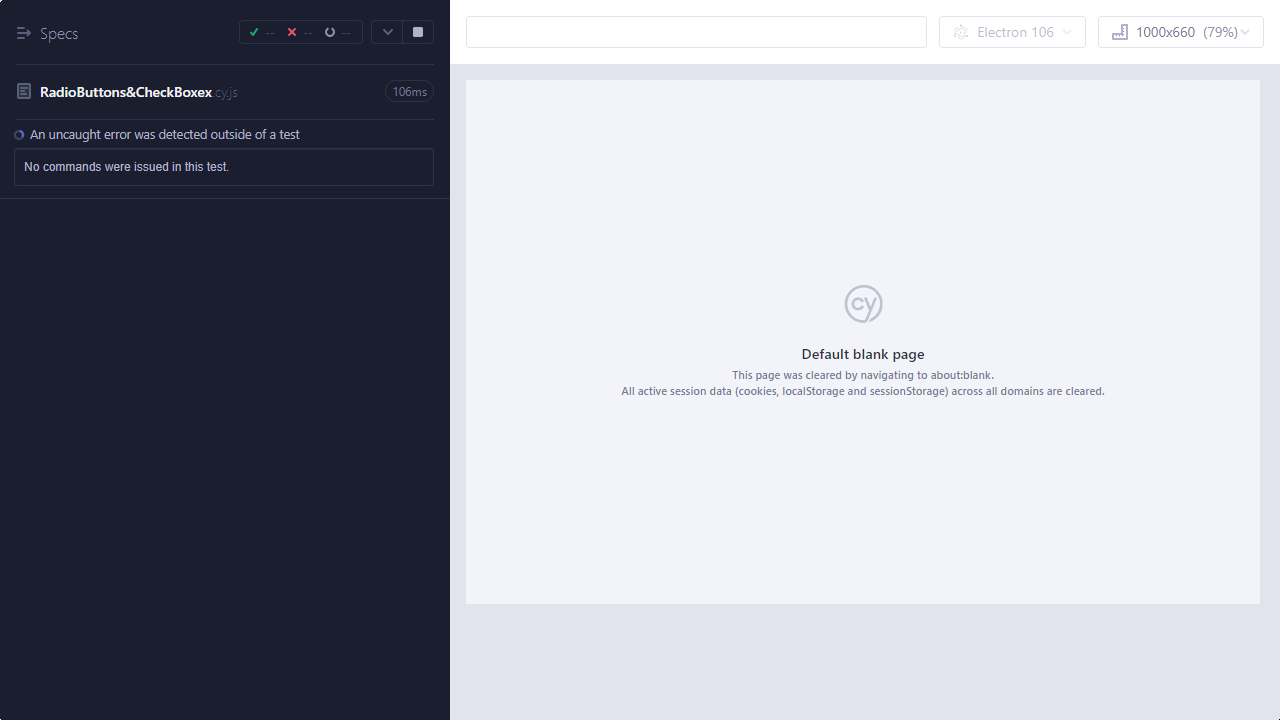 Specs
--
--
--
Electron 106
1000x660 (79%)
RadioButtons&CheckBoxex cy.js
106ms
An uncaught error was detected outside of a test
No commands were issued in this test.
cy
Default blank page
This page was cleared by navigating to about:blank.
All active session data (cookies, localStorage and sessionStorage) across all domains are cleared.